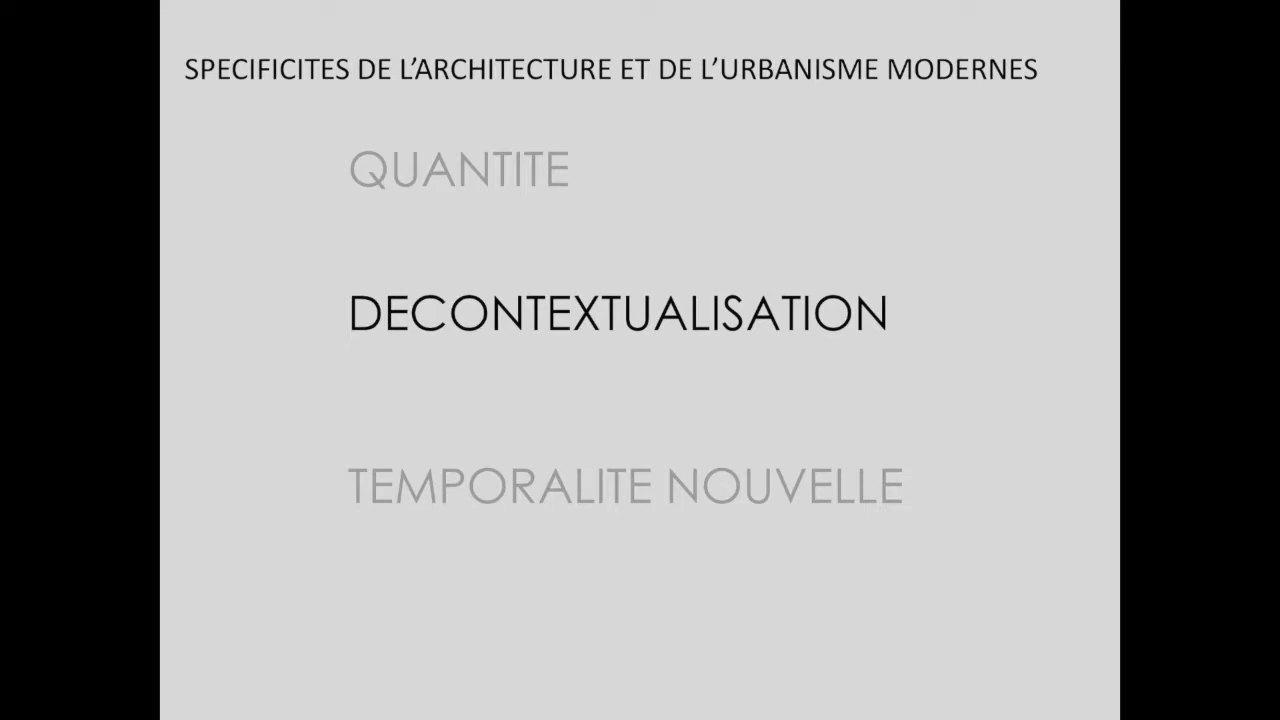 SPECIFICITES DE L’ARCHITECTURE ET DE L’URBANISME MODERNES
QUANTITE
DECONTEXTUALISATION
TEMPORALITE NOUVELLE